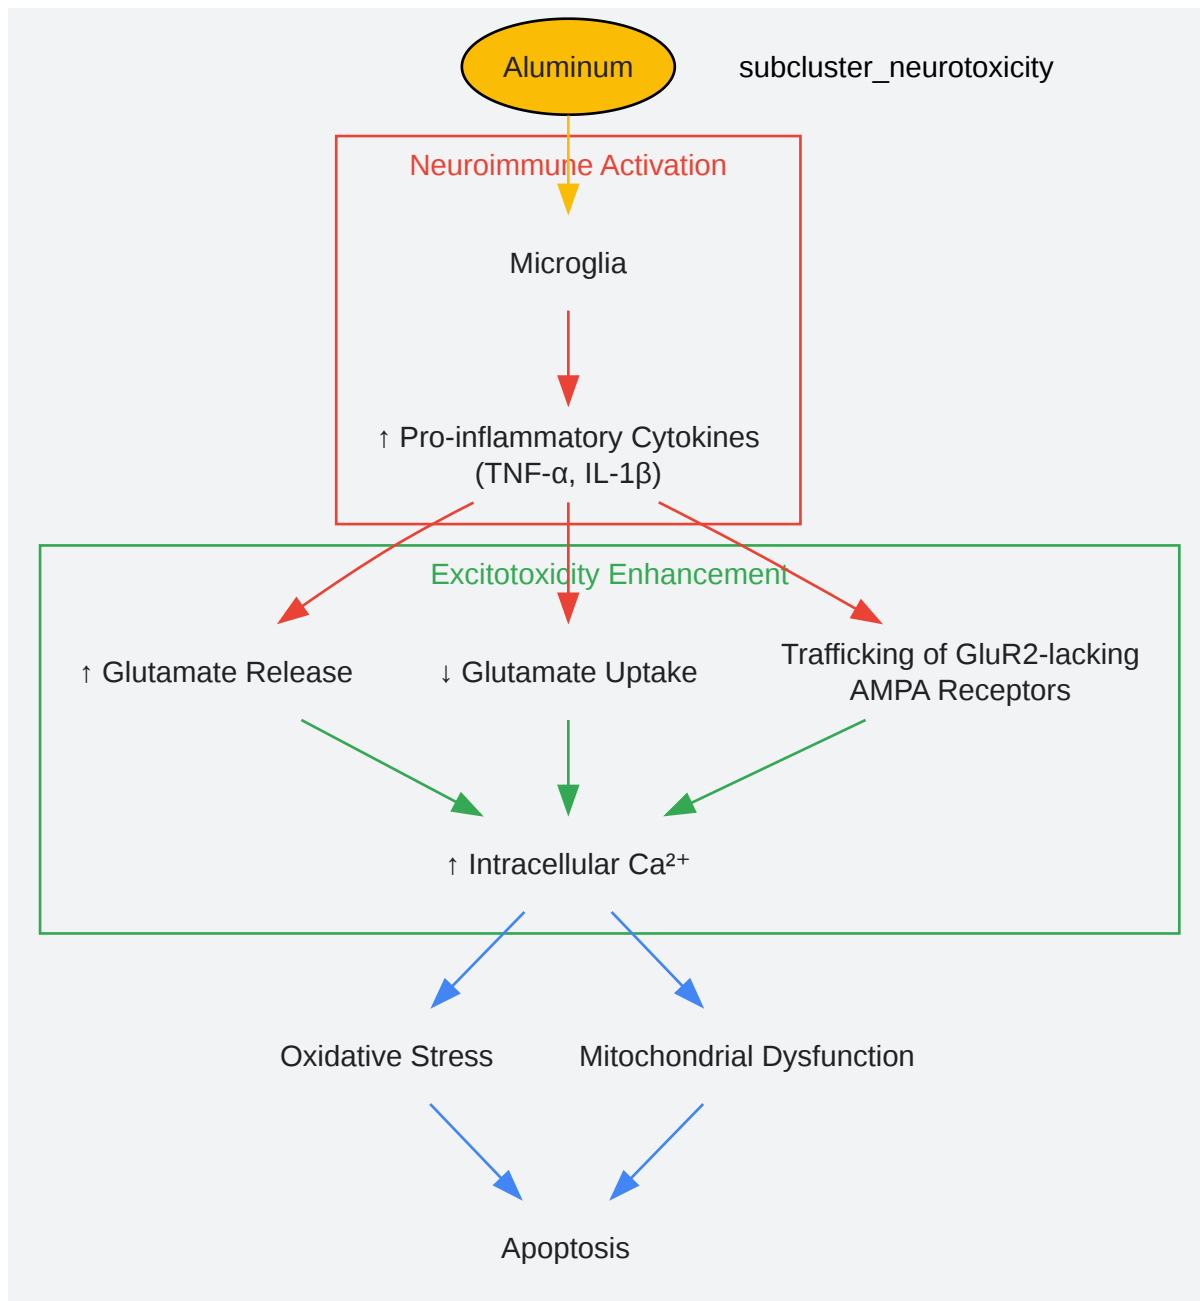 Aluminum
subcluster_neurotoxicity
Neuroimmune Activation
Microglia
↑ Pro-inflammatory Cytokines
(TNF-α, IL-1β)
Excitotoxicity Enhancement
↑ Glutamate Release
↓ Glutamate Uptake
Trafficking of GluR2-lacking
AMPA Receptors
↑ Intracellular Ca²⁺
Oxidative Stress
Mitochondrial Dysfunction
Apoptosis